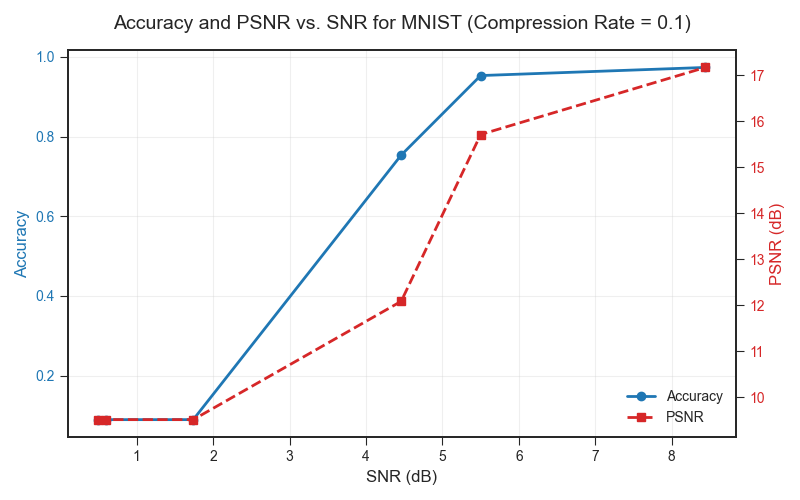 Accuracy and PSNR vs. SNR for MNIST (Compression Rate = 0.1)
1.0
0.8
0.6
0.4
0.2
Accuracy
17
16
15
14
13
12
11
10
PSNR (dB)
Accuracy
PSNR
1 2 3 4 5 6 7 8
SNR (dB)